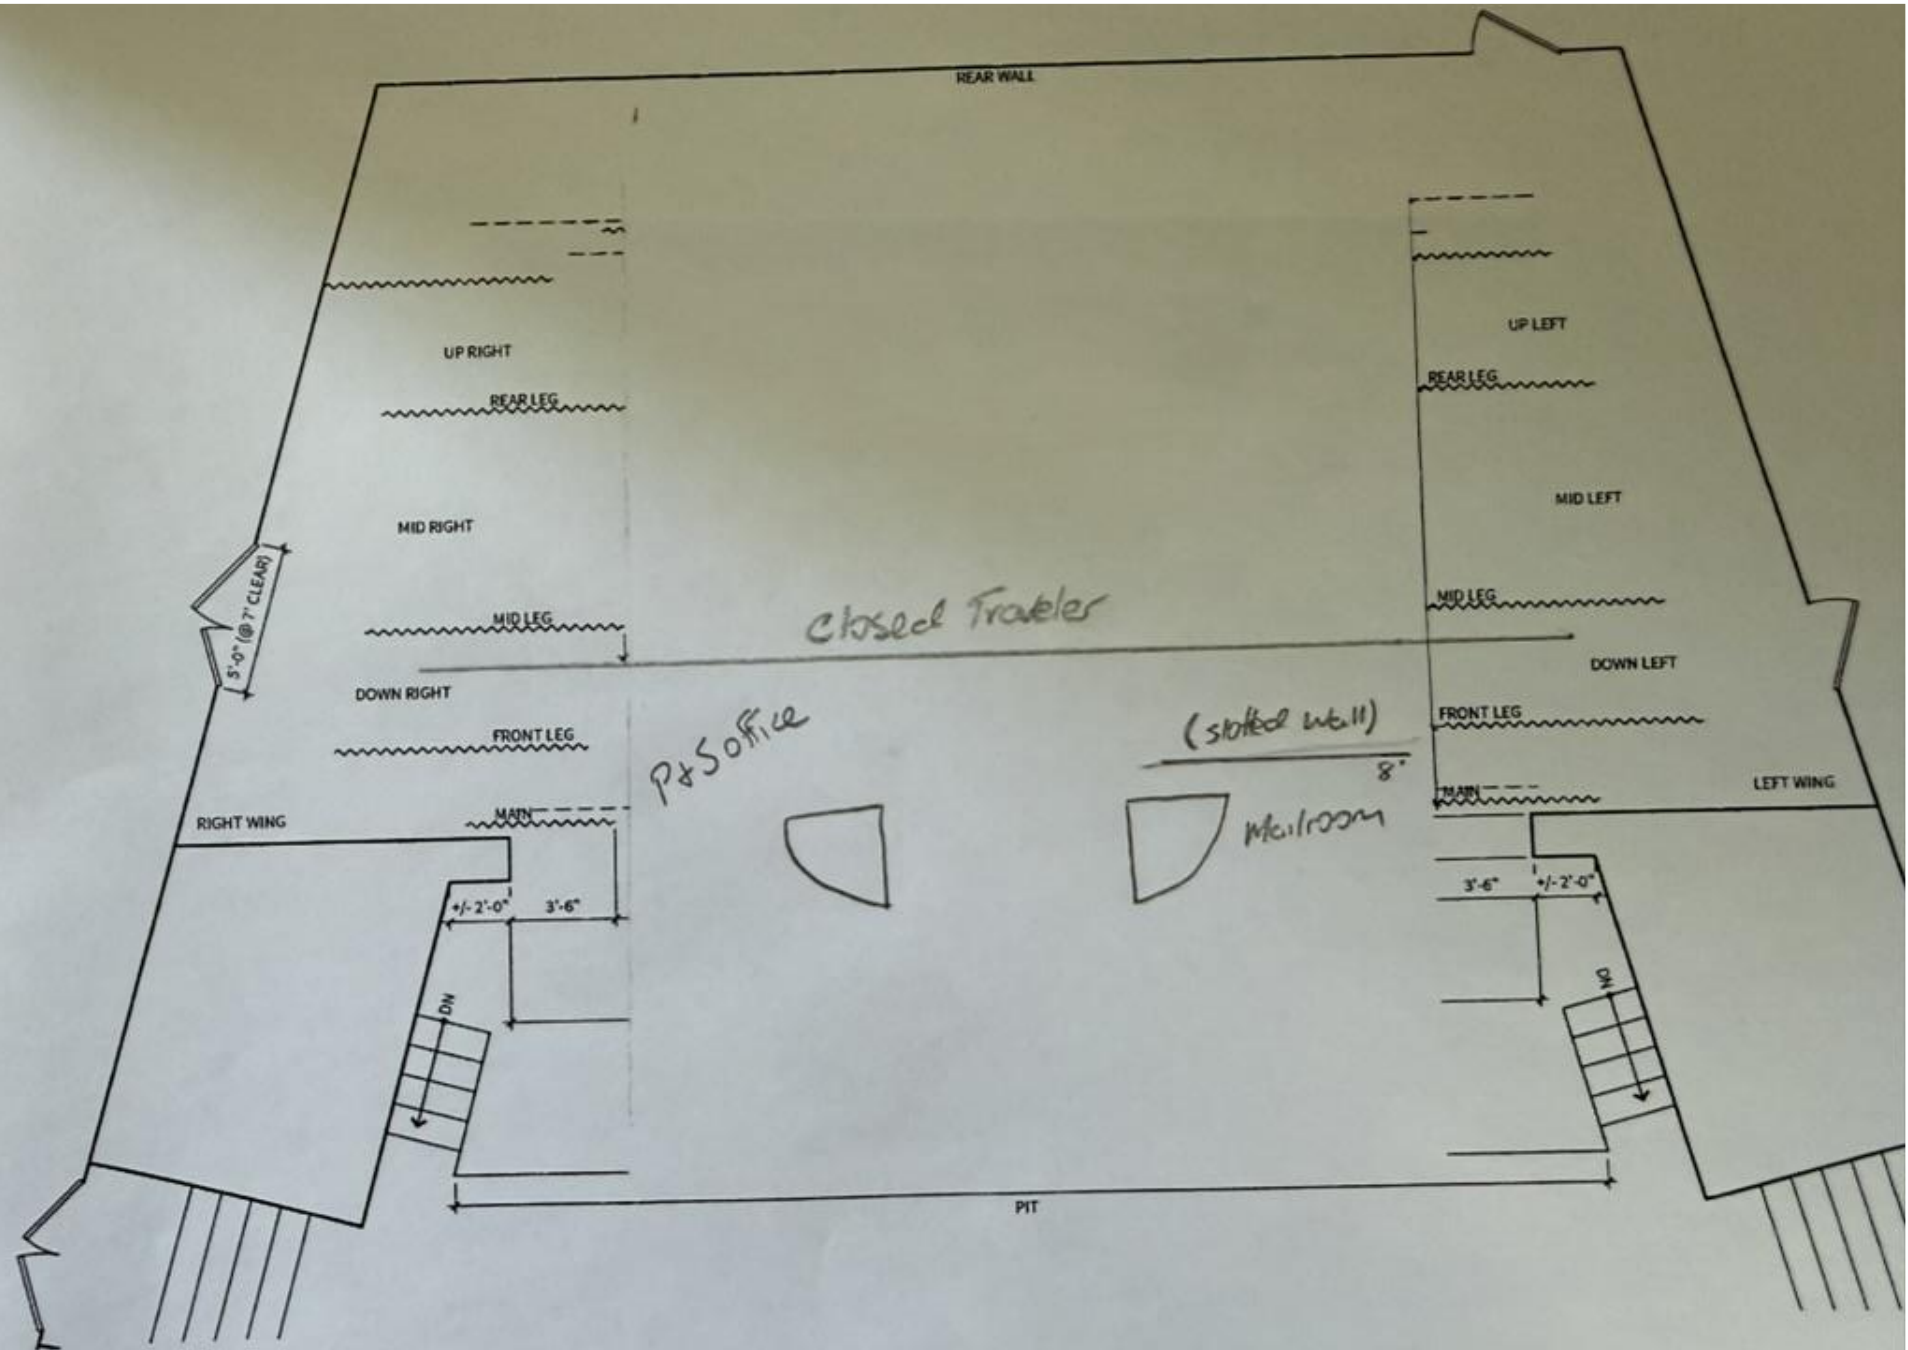 REAR WALL
UP RIGHT
UP LEFT
REAR LEG
REAR LEG
MID RIGHT
MID LEFT
5'-0" (@ 7' CLEAR)
MID LEG
Closed Traveler
MID LEG
DOWN RIGHT
DOWN LEFT
FRONT LEG
P+S office
(slotted wall)
FRONT LEG
8'
RIGHT WING
MAIN
Mailroom
MAIN
LEFT WING
+/- 2'-0"
3'-6"
3'-6"
+/- 2'-0"
DN
DN
PIT